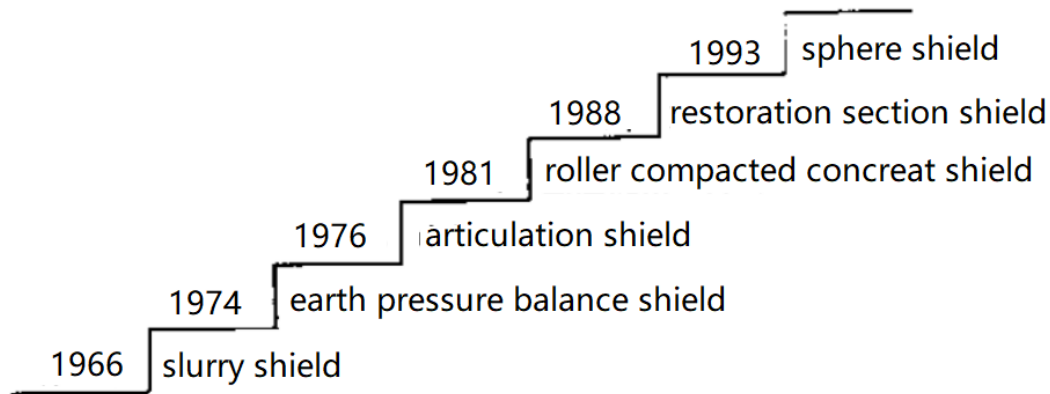 1993 sphere shield
1988 restoration section shield
1981 roller compacted concreat shield
1976 articulation shield
1974 earth pressure balance shield
1966 slurry shield